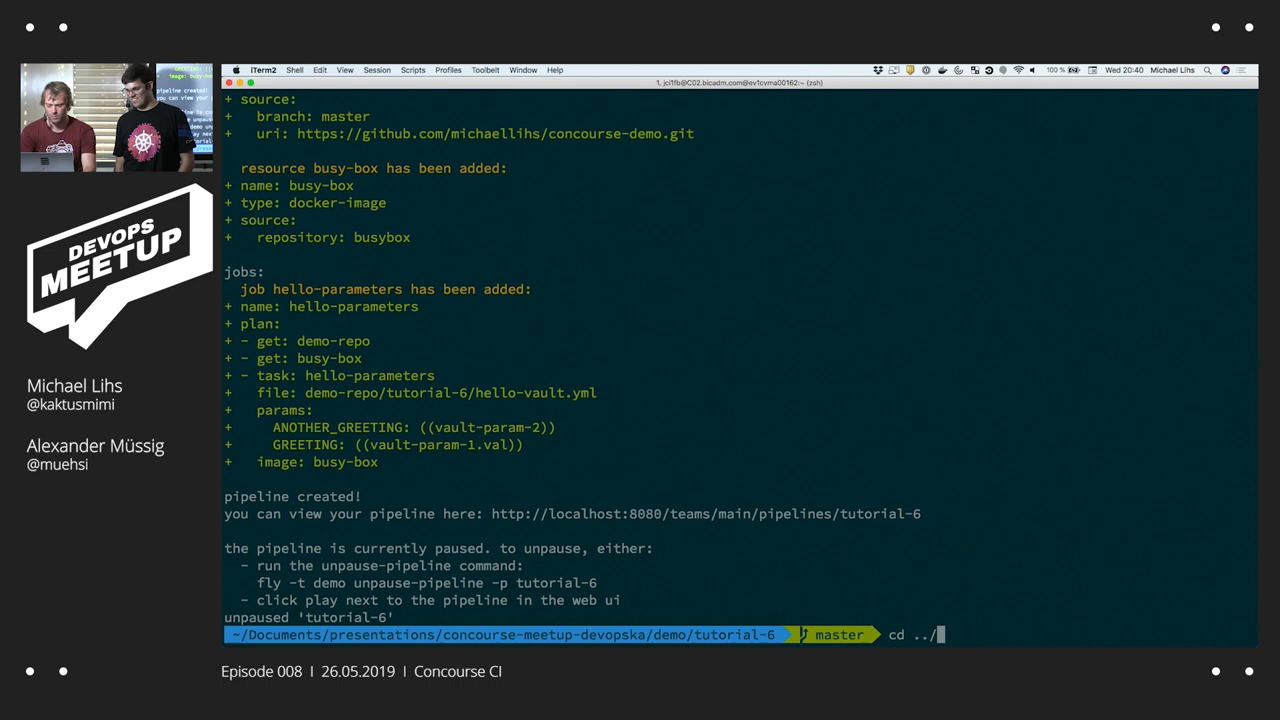 iTerm2 Shell Edit View Session Scripts Profiles Toolbelt Window Help 100 % Wed 20:40 Michael Lihs
1. jci1fb@C02.bicadm.com@ev1cvma00162:~ (zsh)
+ source:
+   branch: master
+   uri: https://github.com/michaellihs/concourse-demo.git
resource busy-box has been added:
+ name: busy-box
+ type: docker-image
+ source:
+   repository: busybox
jobs:
job hello-parameters has been added:
+ name: hello-parameters
+ plan:
+ - get: demo-repo
+ - get: busy-box
+ - task: hello-parameters
+   file: demo-repo/tutorial-6/hello-vault.yml
+   params:
+     ANOTHER_GREETING: ((vault-param-2))
+     GREETING: ((vault-param-1.val))
+   image: busy-box
pipeline created!
you can view your pipeline here: http://localhost:8080/teams/main/pipelines/tutorial-6
the pipeline is currently paused. to unpause, either:
- run the unpause-pipeline command:
fly -t demo unpause-pipeline -p tutorial-6
- click play next to the pipeline in the web ui
unpaused 'tutorial-6'
~/Documents/presentations/concourse-meetup-devopska/demo/tutorial-6 master cd ../
DEVOPS
MEETUP
Michael Lihs
@kaktusmimi
Alexander Müssig
@muehsi
Episode 008 | 26.05.2019 | Concourse CI